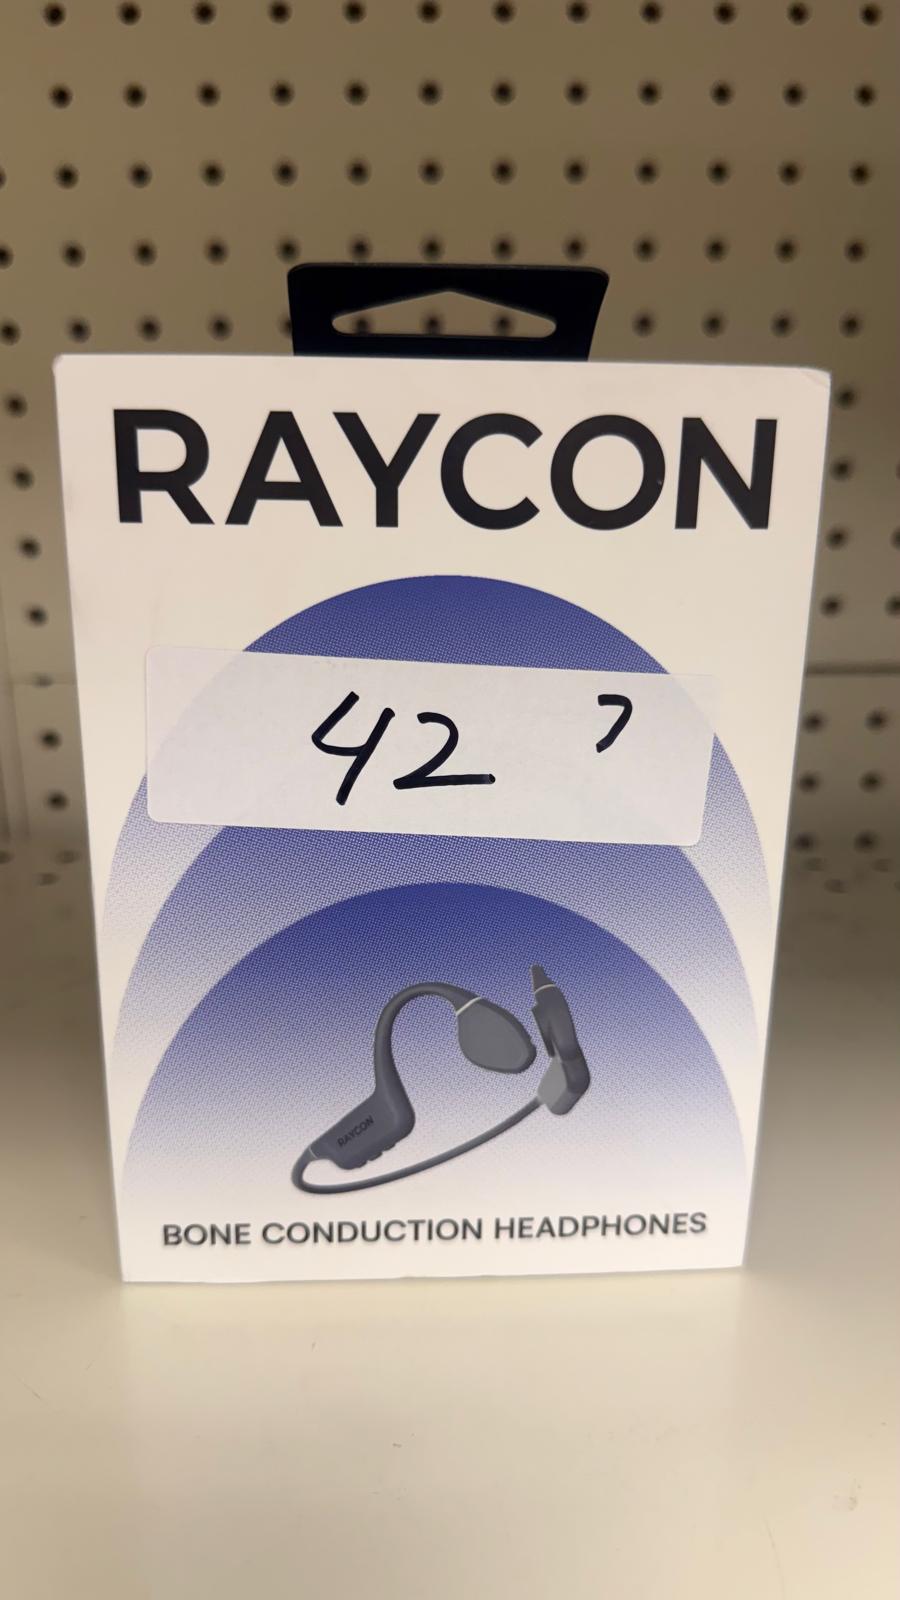 RAYCON
42 7
RAYCON
BONE CONDUCTION HEADPHONES